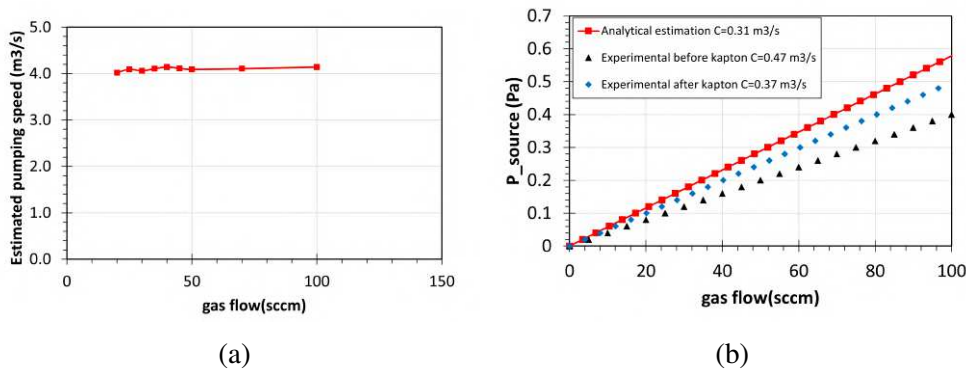 5.0
4.0
3.0
2.0
1.0
0.0
0
50
100
150
Estimated pumping speed (m3/s)
gas flow(sccm)
(a)
0.7
0.6
0.5
0.4
0.3
0.2
0.1
0
0
20
40
60
80
100
P_source (Pa)
gas flow(sccm)
Analytical estimation C=0.31 m3/s
Experimental before kapton C=0.47 m3/s
Experimental after kapton C=0.37 m3/s
(b)